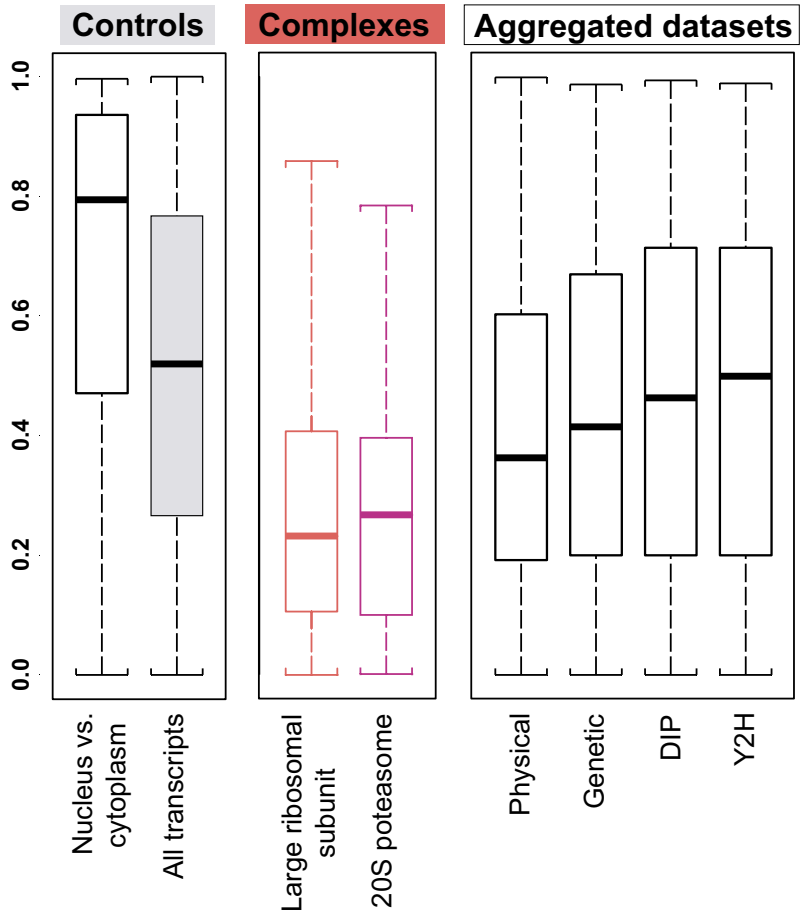 Controls
Complexes
Aggregated datasets
1.0
0.8
0.6
0.4
0.2
0.0
Nucleus vs.
cytoplasm
All transcripts
Large ribosomal
subunit
20S poteasome
Physical
Genetic
DIP
Y2H